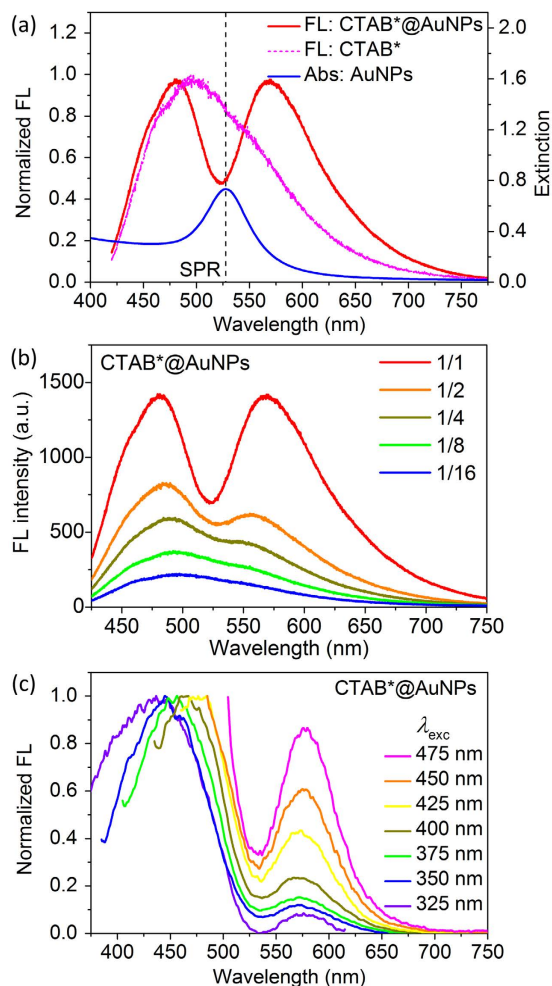 (a)
FL: CTAB*@AuNPs
FL: CTAB*
Abs: AuNPs
Normalized FL
1.0
0.8
0.6
0.4
0.2
0.0
2.0
1.6
1.2
0.8
0.4
0.0
Extinction
SPR
400 450 500 550 600 650 700 750
Wavelength (nm)
(b)
CTAB*@AuNPs
1/1
1/2
1/4
1/8
1/16
FL intensity (a.u.)
1500
1000
500
0
450 500 550 600 650 700 750
Wavelength (nm)
(c)
CTAB*@AuNPs
λexc
475 nm
450 nm
425 nm
400 nm
375 nm
350 nm
325 nm
Normalized FL
1.0
0.8
0.6
0.4
0.2
0.0
400 450 500 550 600 650 700 750
Wavelength (nm)